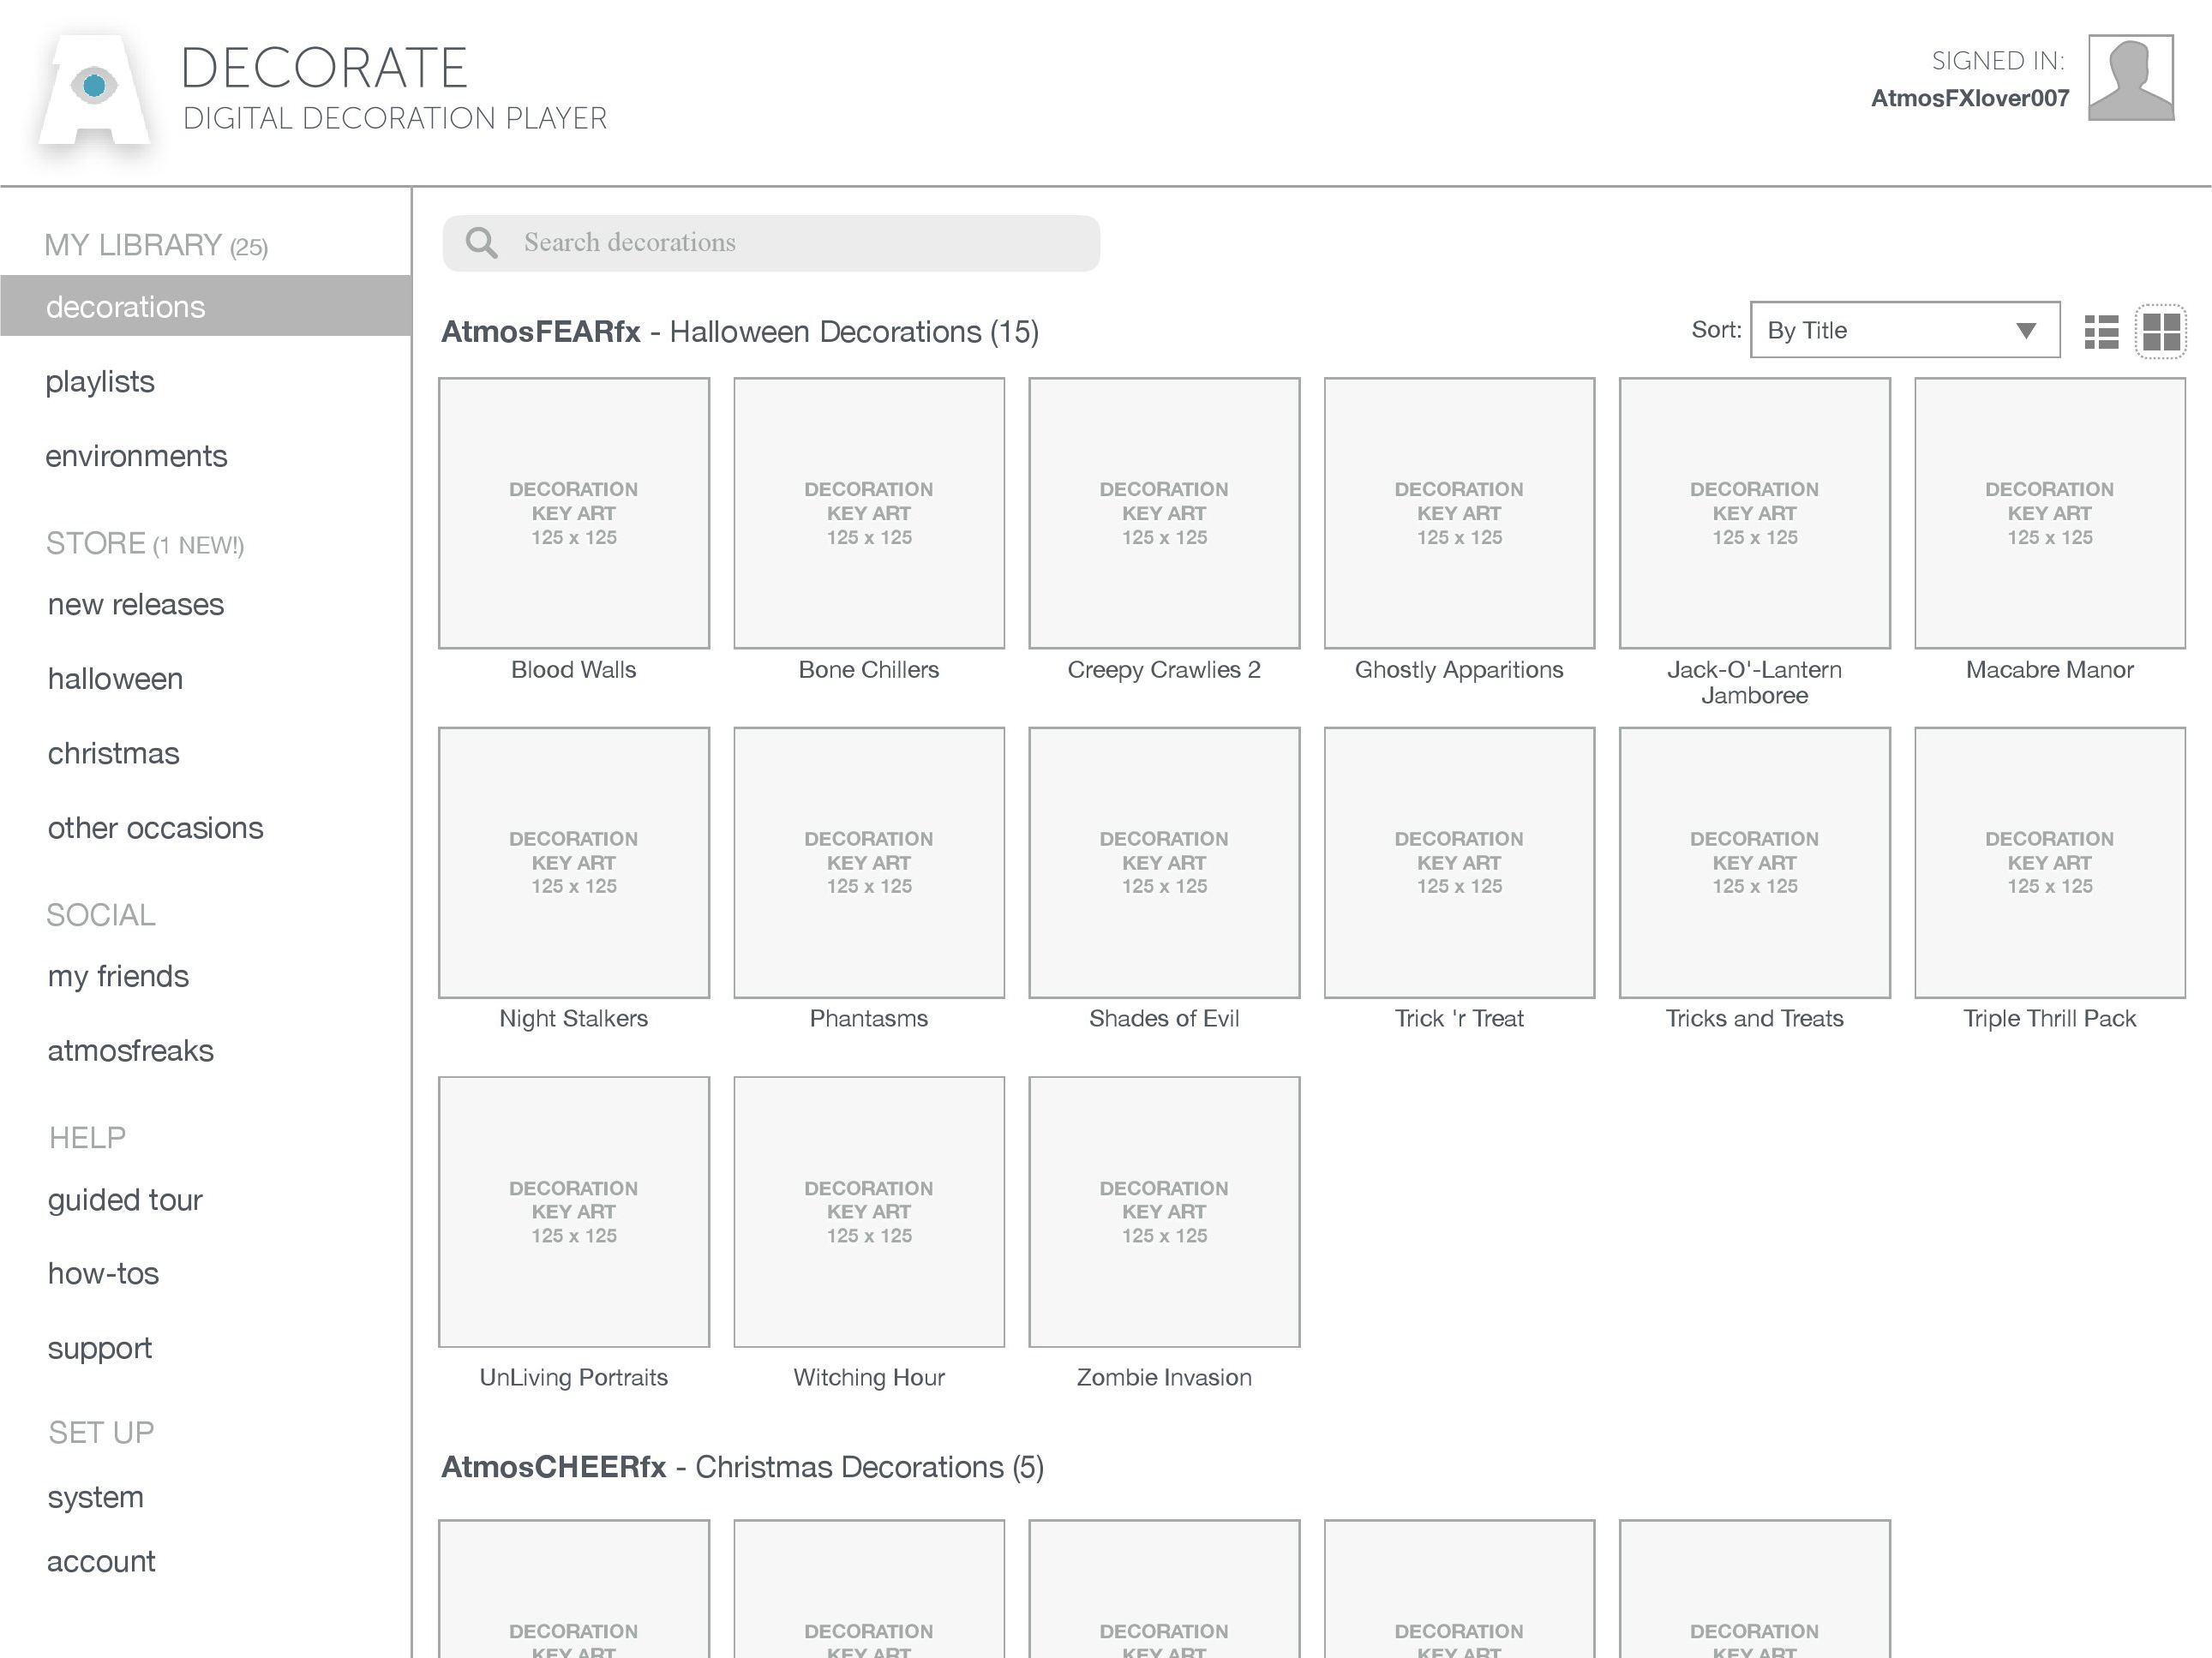 DECORATE
DIGITAL DECORATION PLAYER
SIGNED IN:
AtmosFXlover007
MY LIBRARY (25)
decorations
playlists
environments
STORE (1 NEW!)
new releases
halloween
christmas
other occasions
SOCIAL
my friends
atmosfreaks
HELP
guided tour
how-tos
support
SET UP
system
account
Search decorations
AtmosFEARfx - Halloween Decorations (15)
Sort: By Title
DECORATION
KEY ART
125 x 125
Blood Walls
DECORATION
KEY ART
125 x 125
Bone Chillers
DECORATION
KEY ART
125 x 125
Creepy Crawlies 2
DECORATION
KEY ART
125 x 125
Ghostly Apparitions
DECORATION
KEY ART
125 x 125
Jack-O'-Lantern
Jamboree
DECORATION
KEY ART
125 x 125
Macabre Manor
DECORATION
KEY ART
125 x 125
Night Stalkers
DECORATION
KEY ART
125 x 125
Phantasms
DECORATION
KEY ART
125 x 125
Shades of Evil
DECORATION
KEY ART
125 x 125
Trick 'r Treat
DECORATION
KEY ART
125 x 125
Tricks and Treats
DECORATION
KEY ART
125 x 125
Triple Thrill Pack
DECORATION
KEY ART
125 x 125
UnLiving Portraits
DECORATION
KEY ART
125 x 125
Witching Hour
DECORATION
KEY ART
125 x 125
Zombie Invasion
AtmosCHEERfx - Christmas Decorations (5)
DECORATION
KEY ART
DECORATION
KEY ART
DECORATION
KEY ART
DECORATION
KEY ART
DECORATION
KEY ART